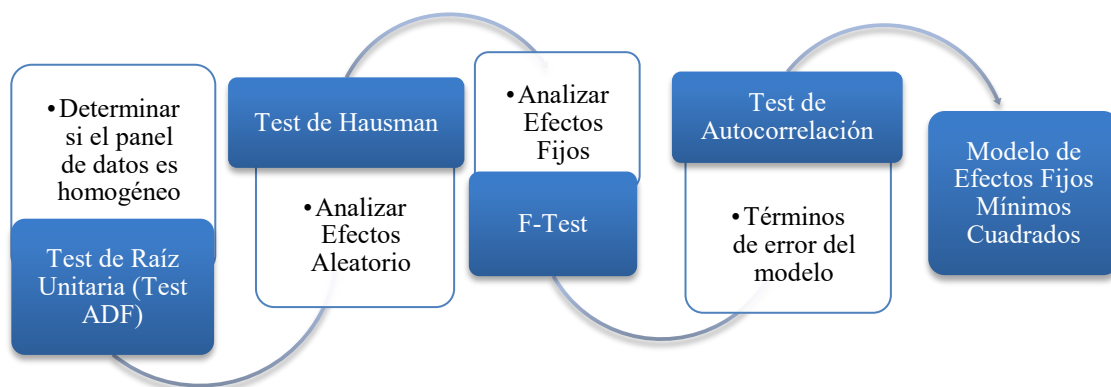 •Determinar
si el panel
de datos es
homogéneo
Test de Raíz
Unitaria (Test
ADF)
Test de Hausman
•Analizar
Efectos
Aleatorio
•Analizar
Efectos
Fijos
F-Test
Test de
Autocorrelación
•Términos
de error del
modelo
Modelo de
Efectos Fijos
Mínimos
Cuadrados